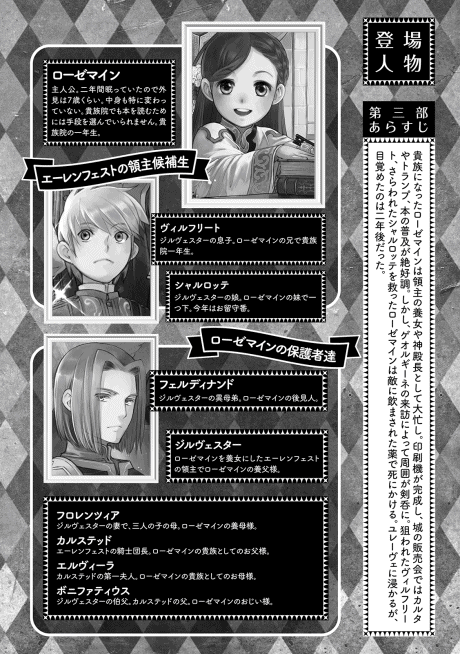 登場
人物
第三部
あらすじ
貴族になったローゼマインは領主の養女や神殿長として大忙し。印刷機が完成し、城の販売会ではカルタ
やトランプ、本の普及が絶好調。しかし、ゲオルギーネの来訪によって周囲が剣呑に。狙われたヴィルフリー
ト、さらわれたシャルロッテを救ったローゼマインは敵に飲まされた薬で死にかける。ユレーヴェに浸かるが、
目覚めたのは二年後だった。
ローゼマイン
主人公。二年間眠っていたので外
見は7歳くらい。中身も特に変わっ
ていない。貴族院でも本を読むため
には手段を選んでいられません。貴
族院の一年生。
エーレンフェストの領主候補生
ヴィルフリート
ジルヴェスターの息子。ローゼマインの兄で貴族
院一年生。
シャルロッテ
ジルヴェスターの娘。ローゼマインの妹で一
つ下。今年はお留守番。
ローゼマインの保護者達
フェルディナンド
ジルヴェスターの異母弟。ローゼマインの後見人。
ジルヴェスター
ローゼマインを養女にしたエーレンフェスト
の領主でローゼマインの養父様。
フロレンツィア
ジルヴェスターの妻で、三人の子の母。ローゼマインの養母様。
カルステッド
エーレンフェストの騎士団長。ローゼマインの貴族としてのお父様。
エルヴィーラ
カルステッドの第一夫人。ローゼマインの貴族としてのお母様。
ボニファティウス
ジルヴェスターの伯父。カルステッドの父。ローゼマインのおじい様。